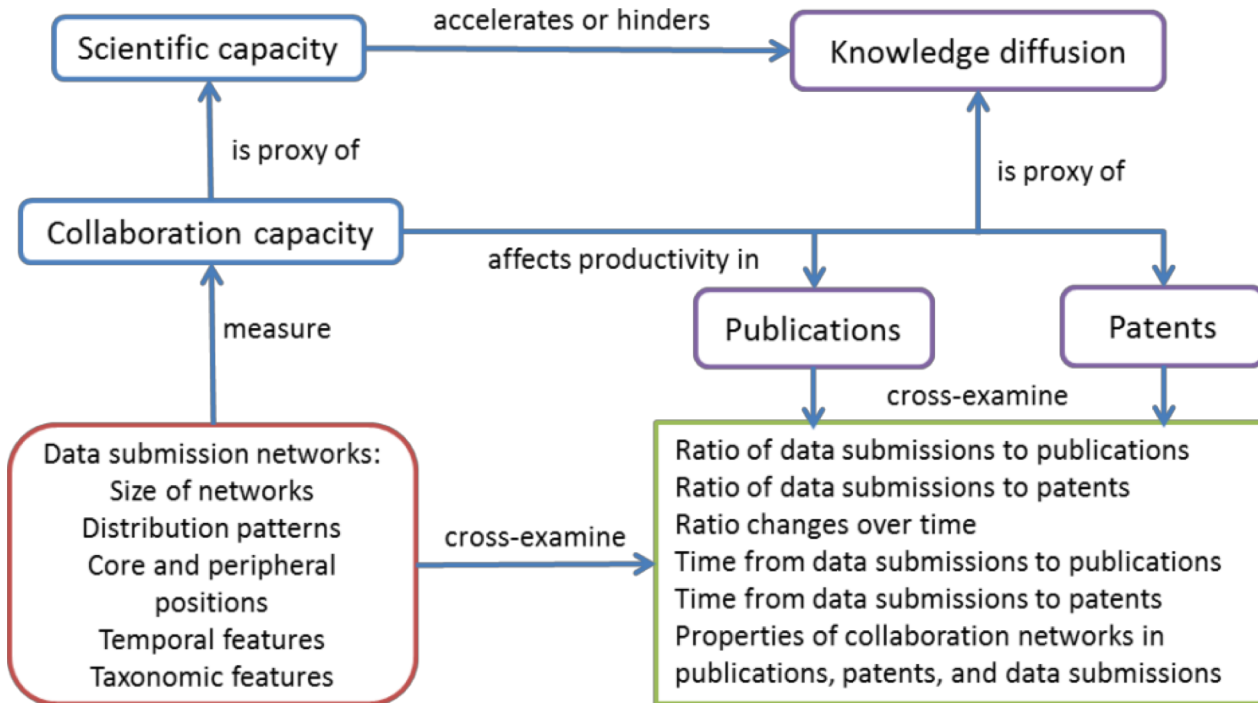 accelerates or hinders
Scientific capacity
Knowledge diffusion
is proxy of
is proxy of
Collaboration capacity
affects productivity in
measure
Publications
Patents
cross-examine
Data submission networks:
Size of networks
Distribution patterns
Core and peripheral
positions
Temporal features
Taxonomic features
cross-examine
Ratio of data submissions to publications
Ratio of data submissions to patents
Ratio changes over time
Time from data submissions to publications
Time from data submissions to patents
Properties of collaboration networks in
publications, patents, and data submissions